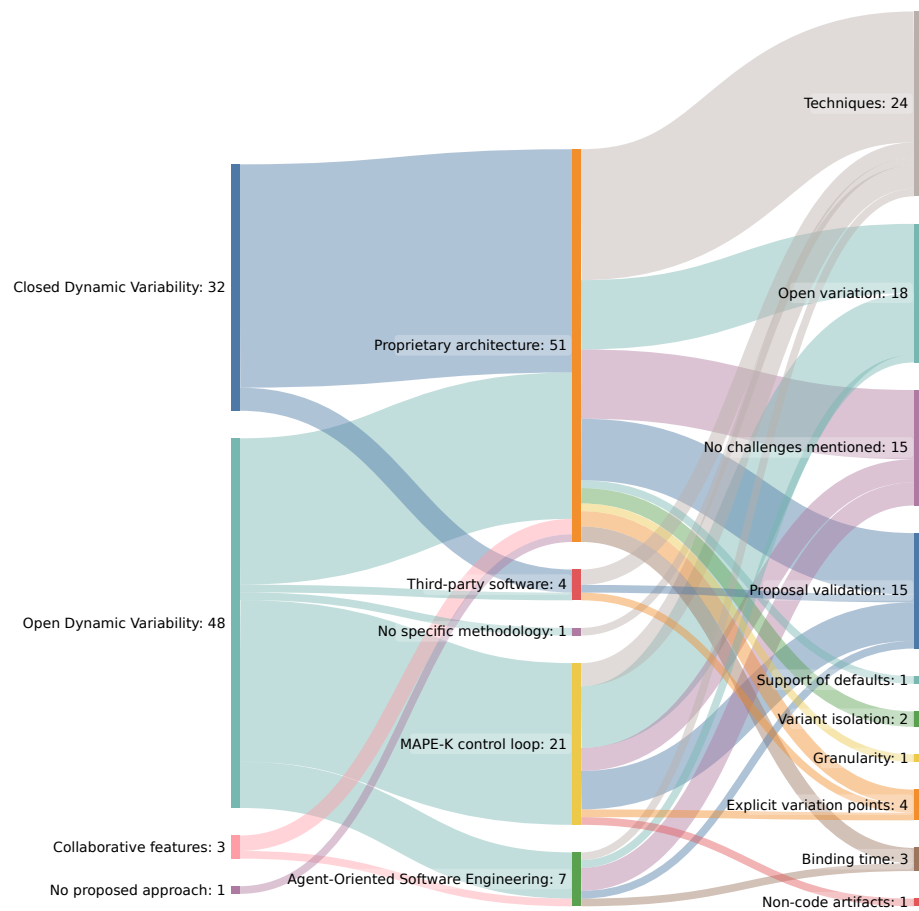 Closed Dynamic Variability: 32
Open Dynamic Variability: 48
Collaborative features: 3
No proposed approach: 1
Proprietary architecture: 51
Third-party software: 4
No specific methodology: 1
MAPE-K control loop: 21
Agent-Oriented Software Engineering: 7
Techniques: 24
Open variation: 18
No challenges mentioned: 15
Proposal validation: 15
Support of defaults: 1
Variant isolation: 2
Granularity: 1
Explicit variation points: 4
Binding time: 3
Non-code artifacts: 1